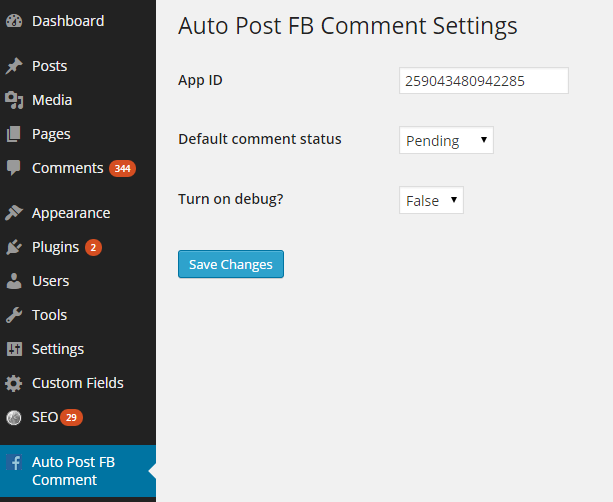 Dashboard
Posts
Media
Pages
Comments 344
Appearance
Plugins 2
Users
Tools
Settings
Custom Fields
SEO 29
Auto Post FB
Comment
Auto Post FB Comment Settings
App ID 259043480942285
Default comment status Pending
Turn on debug? False
Save Changes